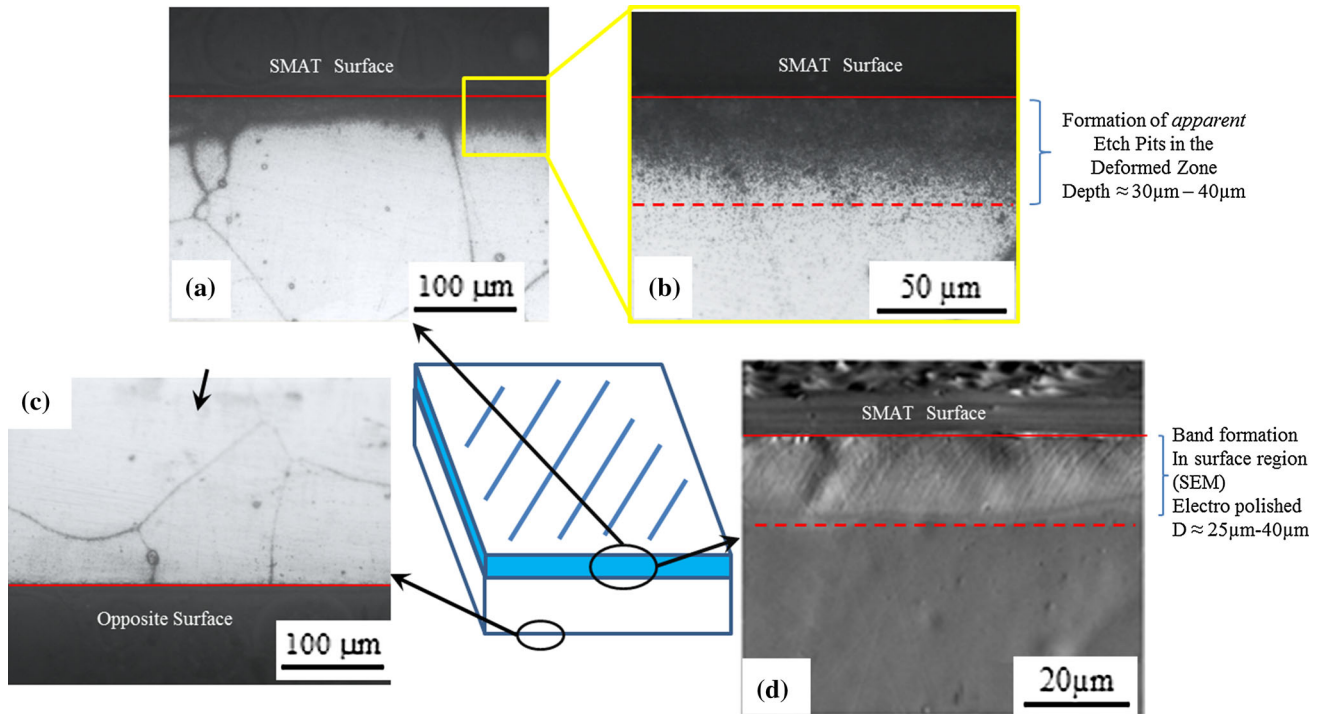 SMAT Surface
(a)
100 µm
SMAT Surface
(b)
50 µm
Formation of apparent
Etch Pits in the
Deformed Zone
Depth ≈ 30µm – 40µm
(c)
Opposite Surface
100 µm
SMAT Surface
(d)
20µm
Band formation
In surface region
(SEM)
Electro polished
D ≈ 25µm-40µm